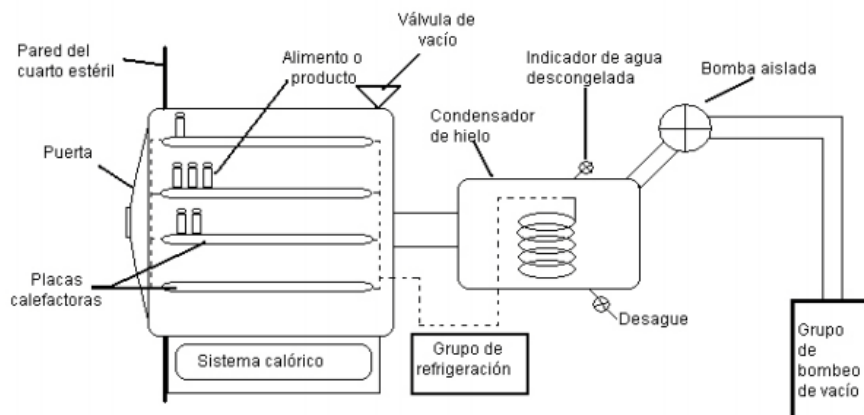 Pared del
cuarto estéril
Alimento o
producto
Válvula de
vacío
Indicador de agua
descongelada
Bomba aislada
Condensador
de hielo
Puerta
Placas
calefactoras
Desague
Sistema calórico
Grupo de
refrigeración
Grupo
de
bombeo
de vacío